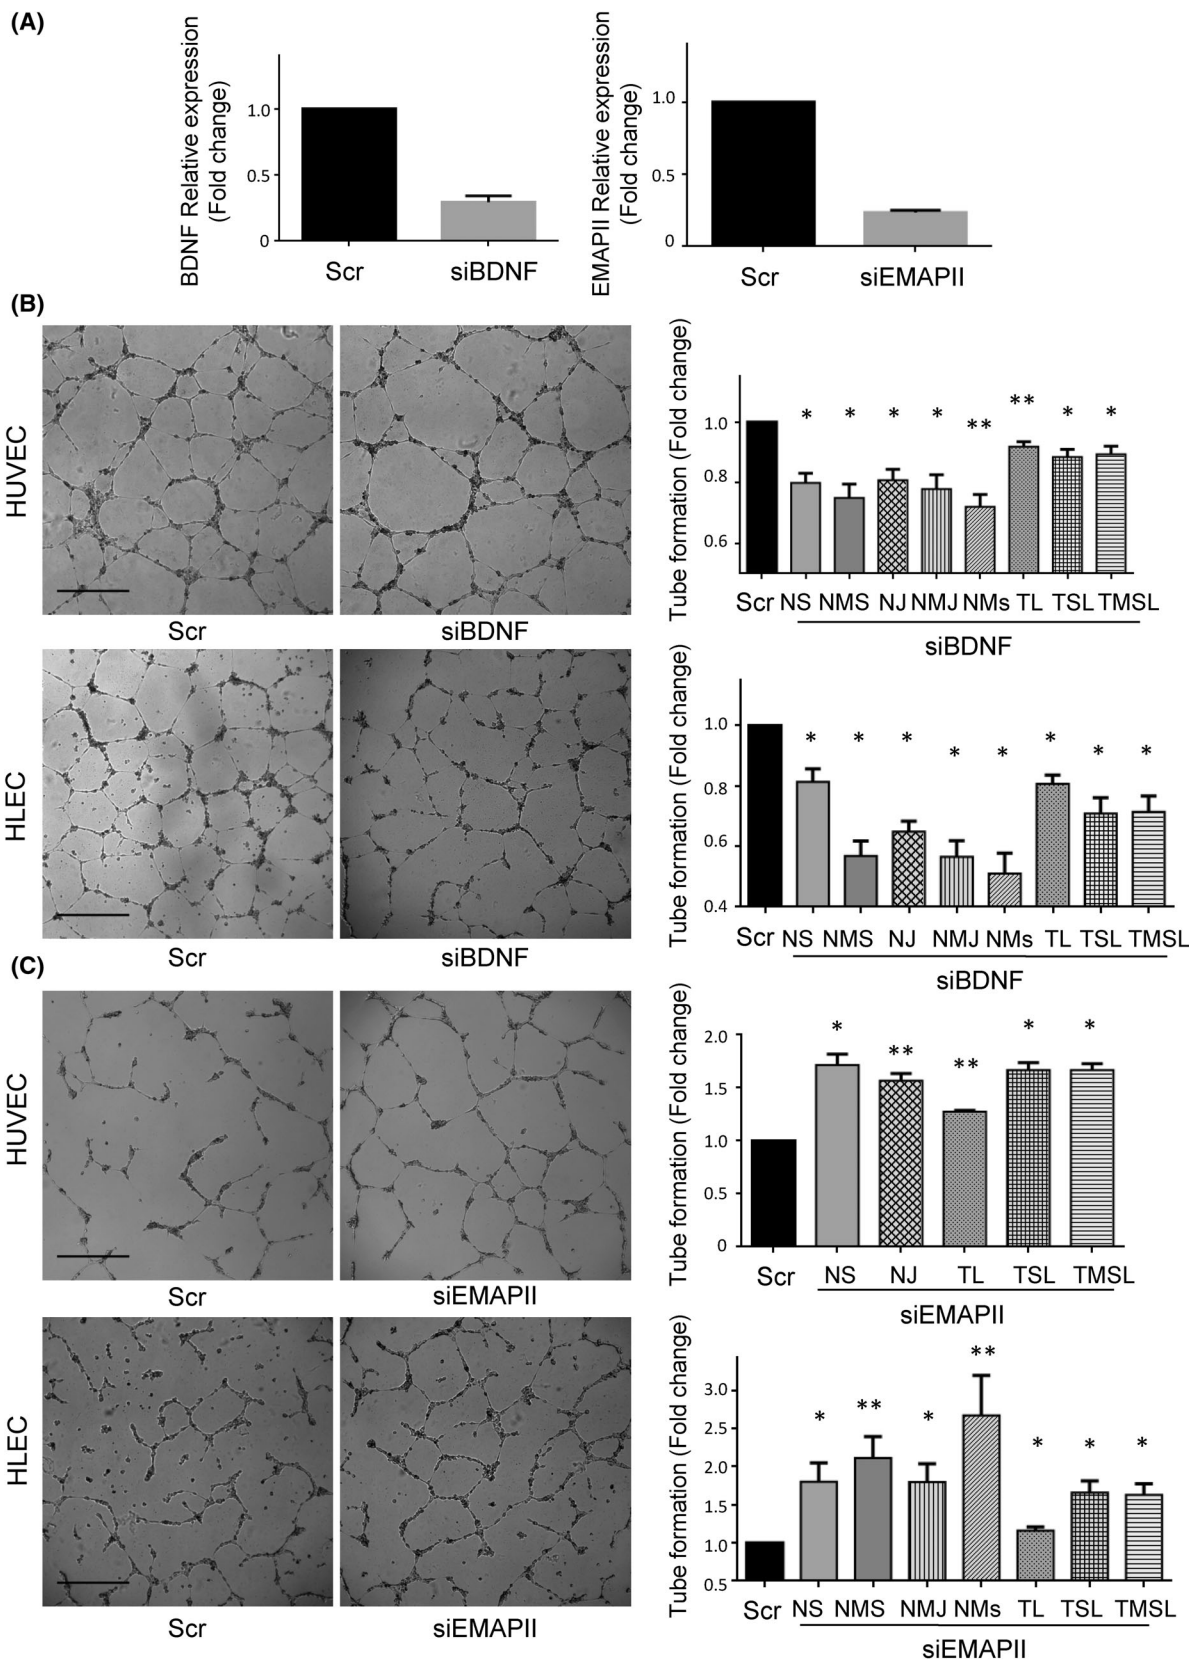 (A)
BDNF Relative expression
(Fold change)
1.0
0.5
0
Scr siBDNF
EMAPII Relative expression
(Fold change)
1.0
0.5
0
Scr siEMAPII
(B)
HUVEC
Scr siBDNF
Tube formation (Fold change)
1.0
0.8
0.6
* * * * ** ** * *
Scr NS NMS NJ NMJ NMs TL TSL TMSL
siBDNF
HLEC
Scr siBDNF
Tube formation (Fold change)
1.0
0.8
0.6
0.4
* * * * * * * *
Scr NS NMS NJ NMJ NMs TL TSL TMSL
siBDNF
(C)
HUVEC
Scr siEMAPII
Tube formation (Fold change)
2.0
1.5
1.0
0.5
0
* ** ** * *
Scr NS NJ TL TSL TMSL
siEMAPII
HLEC
Scr siEMAPII
Tube formation (Fold change)
3.0
2.5
2.0
1.5
1.0
0.5
* ** * ** * * *
Scr NS NMS NMJ NMs TL TSL TMSL
siEMAPII